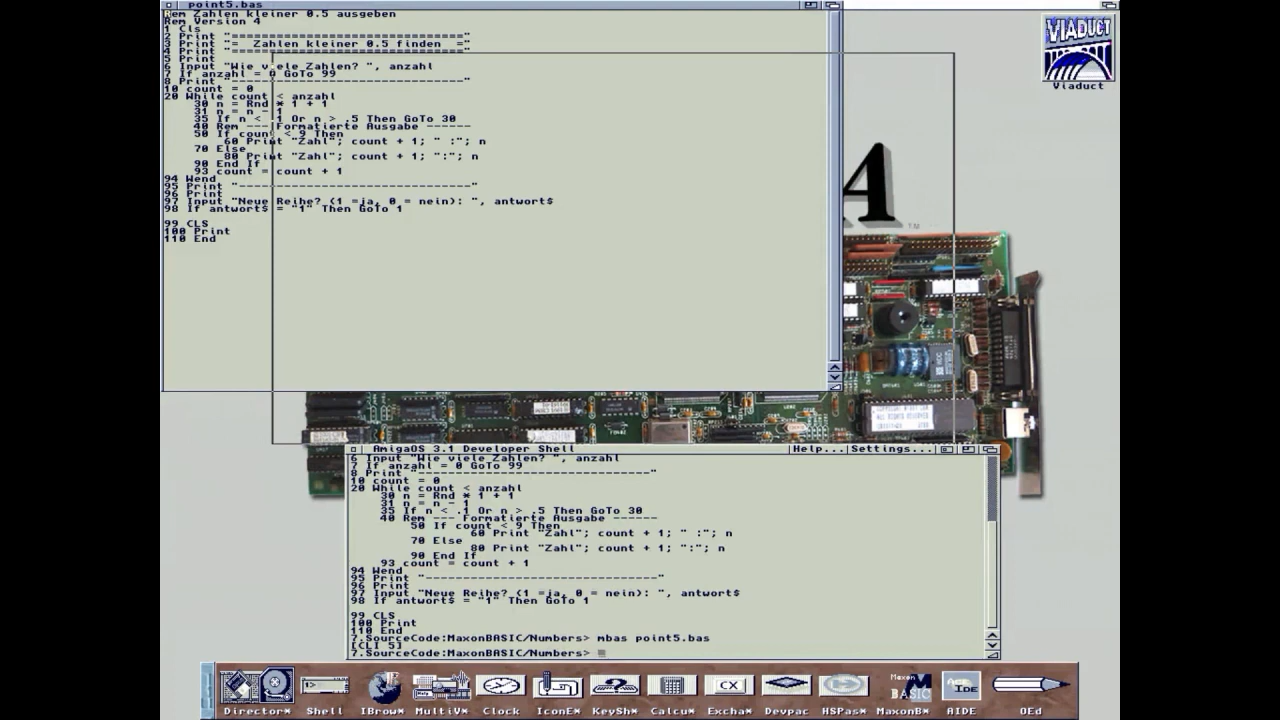 point5.bas
Rem Zahlen kleiner 0.5 ausgeben
Rem Version 4
1 Cls
2 Print "================================"
3 Print "=  Zahlen kleiner 0.5 finden  ="
4 Print "================================"
5 Print
6 Input "Wie viele Zahlen? ", anzahl
7 If anzahl = 0 GoTo 99
8 Print "-------------------------------"
10 count = 0
20 While count < anzahl
30 n = Rnd * 1 + 1
31 n = n - 1
35 If n < .1 Or n > .5 Then GoTo 30
40 Rem --- Formatierte Ausgabe ------
50 If count < 9 Then
60 Print "Zahl"; count + 1; " :"; n
70 Else
80 Print "Zahl"; count + 1; ":"; n
90 End If
93 count = count + 1
94 Wend
95 Print "--------------------------------"
96 Print
97 Input "Neue Reihe? (1 =ja, 0 = nein): ", antwort$
98 If antwort$ = "1" Then GoTo 1
99 CLS
100 Print
110 End
VIADUCT
Viaduct
A
TM
AmigaOS 3.1 Developer Shell
Help... Settings...
6 Input "Wie viele Zahlen? ", anzahl
7 If anzahl = 0 GoTo 99
8 Print "-------------------------------"
10 count = 0
20 While count < anzahl
30 n = Rnd * 1 + 1
31 n = n - 1
35 If n < .1 Or n > .5 Then GoTo 30
40 Rem --- Formatierte Ausgabe ------
50 If count < 9 Then
60 Print "Zahl"; count + 1; " :"; n
70 Else
80 Print "Zahl"; count + 1; ":"; n
90 End If
93 count = count + 1
94 Wend
95 Print "--------------------------------"
96 Print
97 Input "Neue Reihe? (1 =ja, 0 = nein): ", antwort$
98 If antwort$ = "1" Then GoTo 1
99 CLS
100 Print
110 End
7.SourceCode:MaxonBASIC/Numbers> mbas point5.bas
[CLI 5]
7.SourceCode:MaxonBASIC/Numbers>
1>
Help
CX
Maxon BASIC
ACE IDE
Director* Shell IBrow* MultiV* Clock IconE* KeySh* Calcu* Excha* Devpac HSPas* MaxonB* AIDE OEd